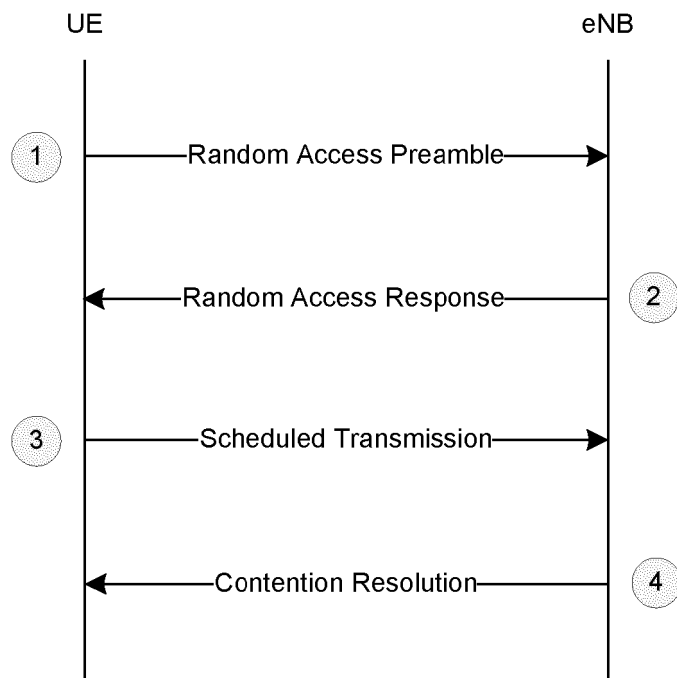 UE eNB
1 Random Access Preamble
Random Access Response 2
3 Scheduled Transmission
Contention Resolution 4